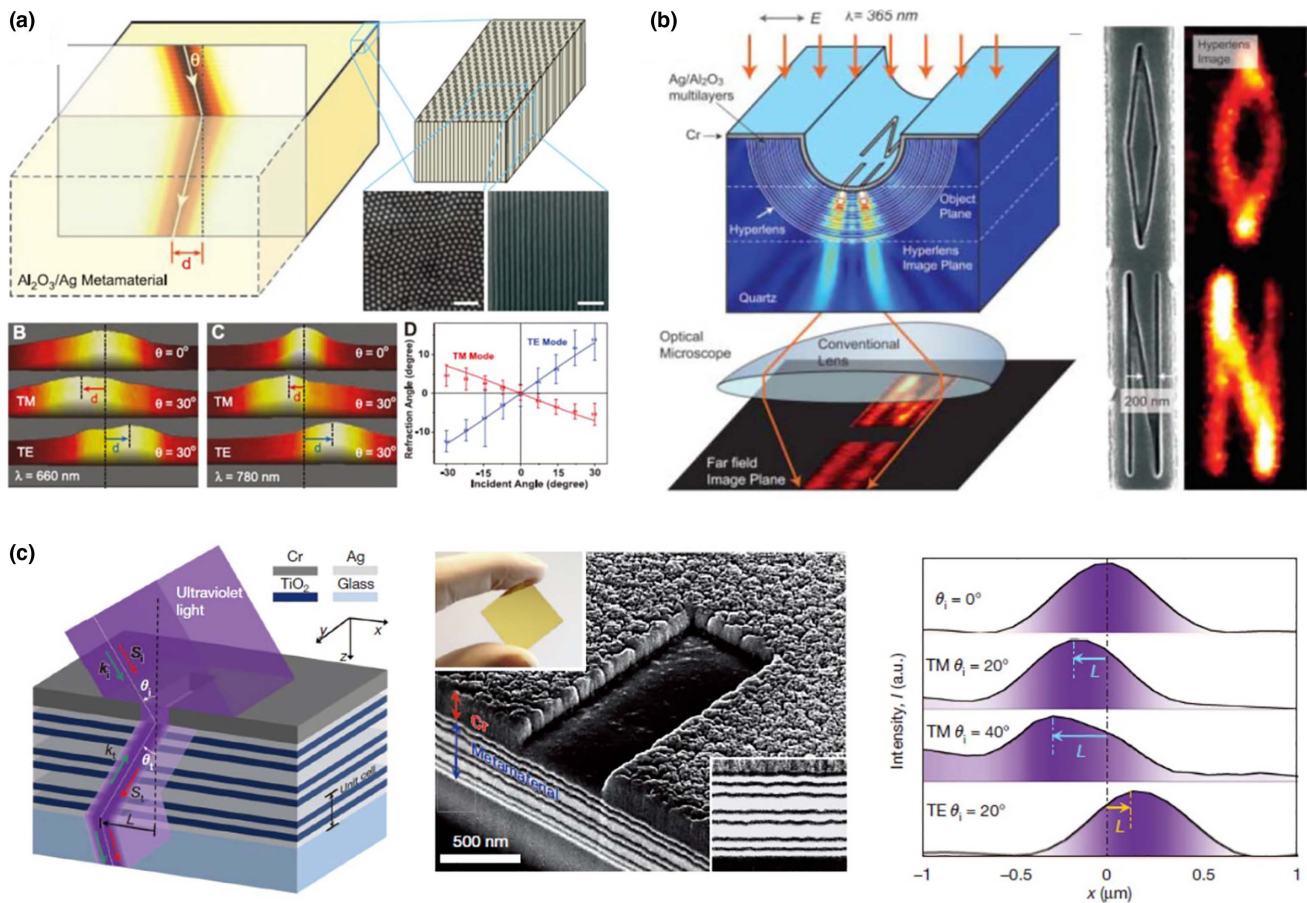 (a)
θ
d
Al₂O₃/Ag Metamaterial
B
θ = 0°
TM
d
θ = 30°
TE
d
θ = 30°
λ = 660 nm
C
θ = 0°
TM
d
θ = 30°
TE
d
θ = 30°
λ = 780 nm
D
Refraction Angle (degree)
10
0
-10
TM Mode
TE Mode
-30
-15
0
15
30
Incident Angle (degree)
(b)
E
λ = 365 nm
Ag/Al₂O₃
multilayers
Cr
Hyperlens
Object
Plane
Hyperlens
Image Plane
Quartz
Optical
Microscope
Conventional
Lens
Far field
Image Plane
200 nm
Hyperlens
Image
(c)
Cr
Ag
TiO₂
Glass
Ultraviolet
light
y
x
z
kᵢ
Sᵢ
θᵢ
kₜ
θₜ
Sₜ
Unit cell
L
Cr
Metamaterial
500 nm
Intensity, I (a.u.)
θᵢ = 0°
TM θᵢ = 20°
L
TM θᵢ = 40°
L
TE θᵢ = 20°
L
−1
−0.5
0
0.5
1
x (μm)